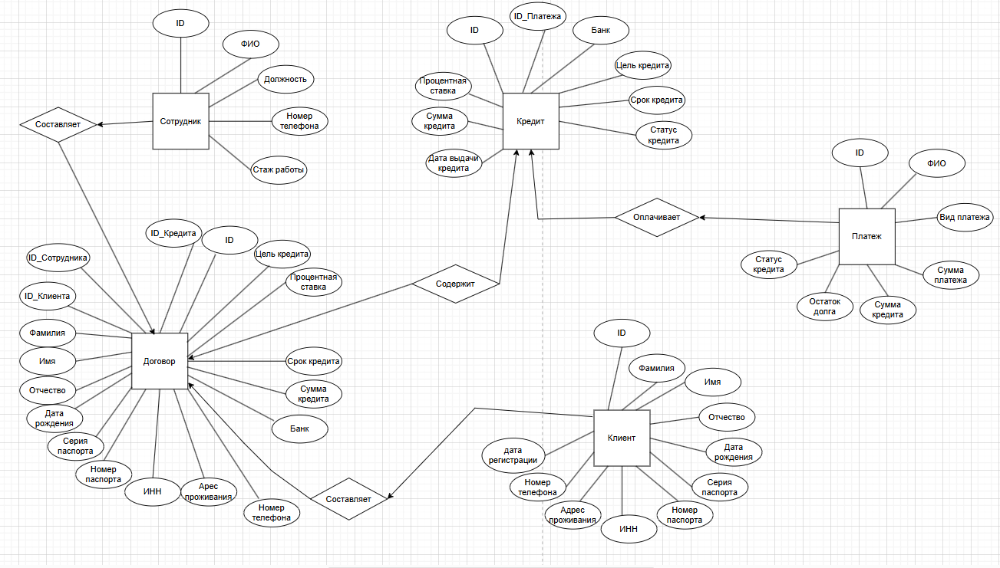 ID
ФИО
Должность
Номер
телефона
Стаж работы
Сотрудник
Составляет
ID
ID_Платежа
Банк
Цель кредита
Срок кредита
Статус
кредита
Процентная
ставка
Сумма
кредита
Дата выдачи
кредита
Кредит
Оплачивает
ID
ФИО
Вид платежа
Сумма
платежа
Сумма
кредита
Остаток
долга
Статус
кредита
Платеж
Содержит
ID_Кредита
ID
Цель кредита
Процентная
ставка
ID_Сотрудника
ID_Клиента
Фамилия
Имя
Отчество
Дата
рождения
Серия
паспорта
Номер
паспорта
ИНН
Арес
проживания
Номер
телефона
Банк
Сумма
кредита
Срок кредита
Договор
Составляет
ID
Фамилия
Имя
Отчество
Дата
рождения
Серия
паспорта
Номер
паспорта
ИНН
Адрес
проживания
Номер
телефона
дата
регистрации
Клиент